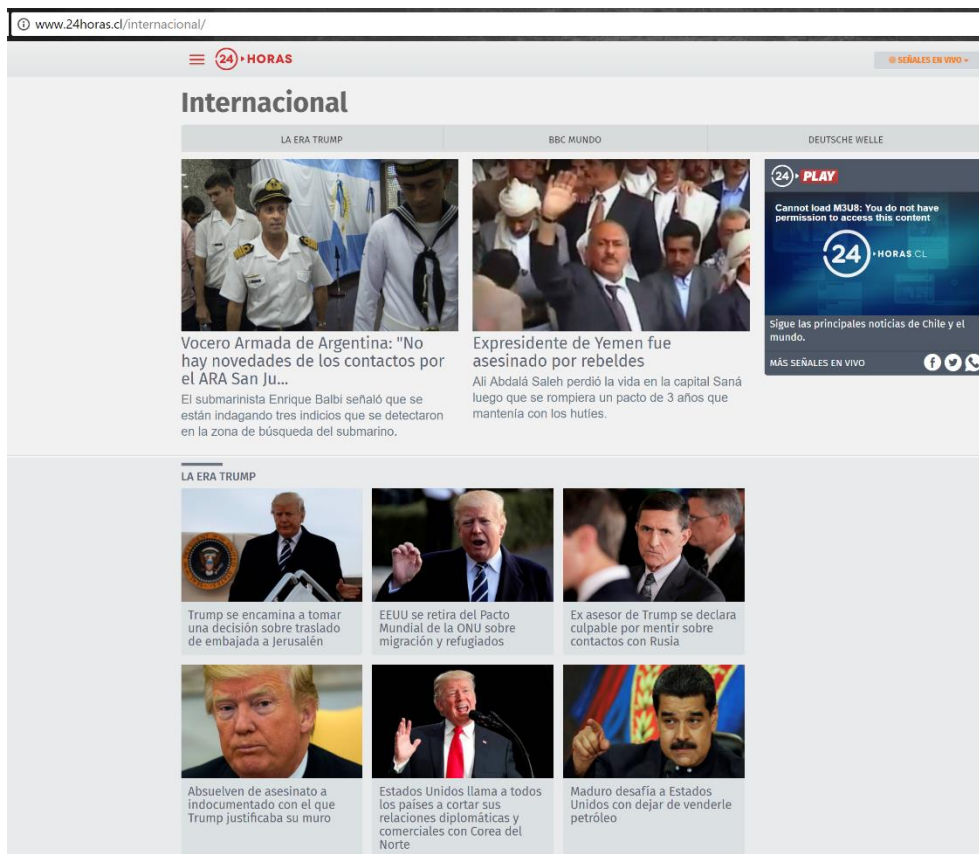 www.24horas.cl/internacional/
24 HORAS
SEÑALES EN VIVO
Internacional
LA ERA TRUMP
BBC MUNDO
DEUTSCHE WELLE
Vocero Armada de Argentina: "No
hay novedades de los contactos por
el ARA San Ju...
El submarinista Enrique Balbi señaló que se
están indagando tres indicios que se detectaron
en la zona de búsqueda del submarino.
Expresidente de Yemen fue
asesinado por rebeldes
Ali Abdalá Saleh perdió la vida en la capital Saná
luego que se rompiera un pacto de 3 años que
mantenía con los hutíes.
24 PLAY
Cannot load M3U8: You do not have
permission to access this content
24 HORAS.CL
Sigue las principales noticias de Chile y el
mundo.
MÁS SEÑALES EN VIVO
LA ERA TRUMP
Trump se encamina a tomar
una decisión sobre traslado
de embajada a Jerusalén
EEUU se retira del Pacto
Mundial de la ONU sobre
migración y refugiados
Ex asesor de Trump se declara
culpable por mentir sobre
contactos con Rusia
Absuelven de asesinato a
indocumentado con el que
Trump justificaba su muro
Estados Unidos llama a todos
los países a cortar sus
relaciones diplomáticas y
comerciales con Corea del
Norte
Maduro desafía a Estados
Unidos con dejar de venderle
petróleo